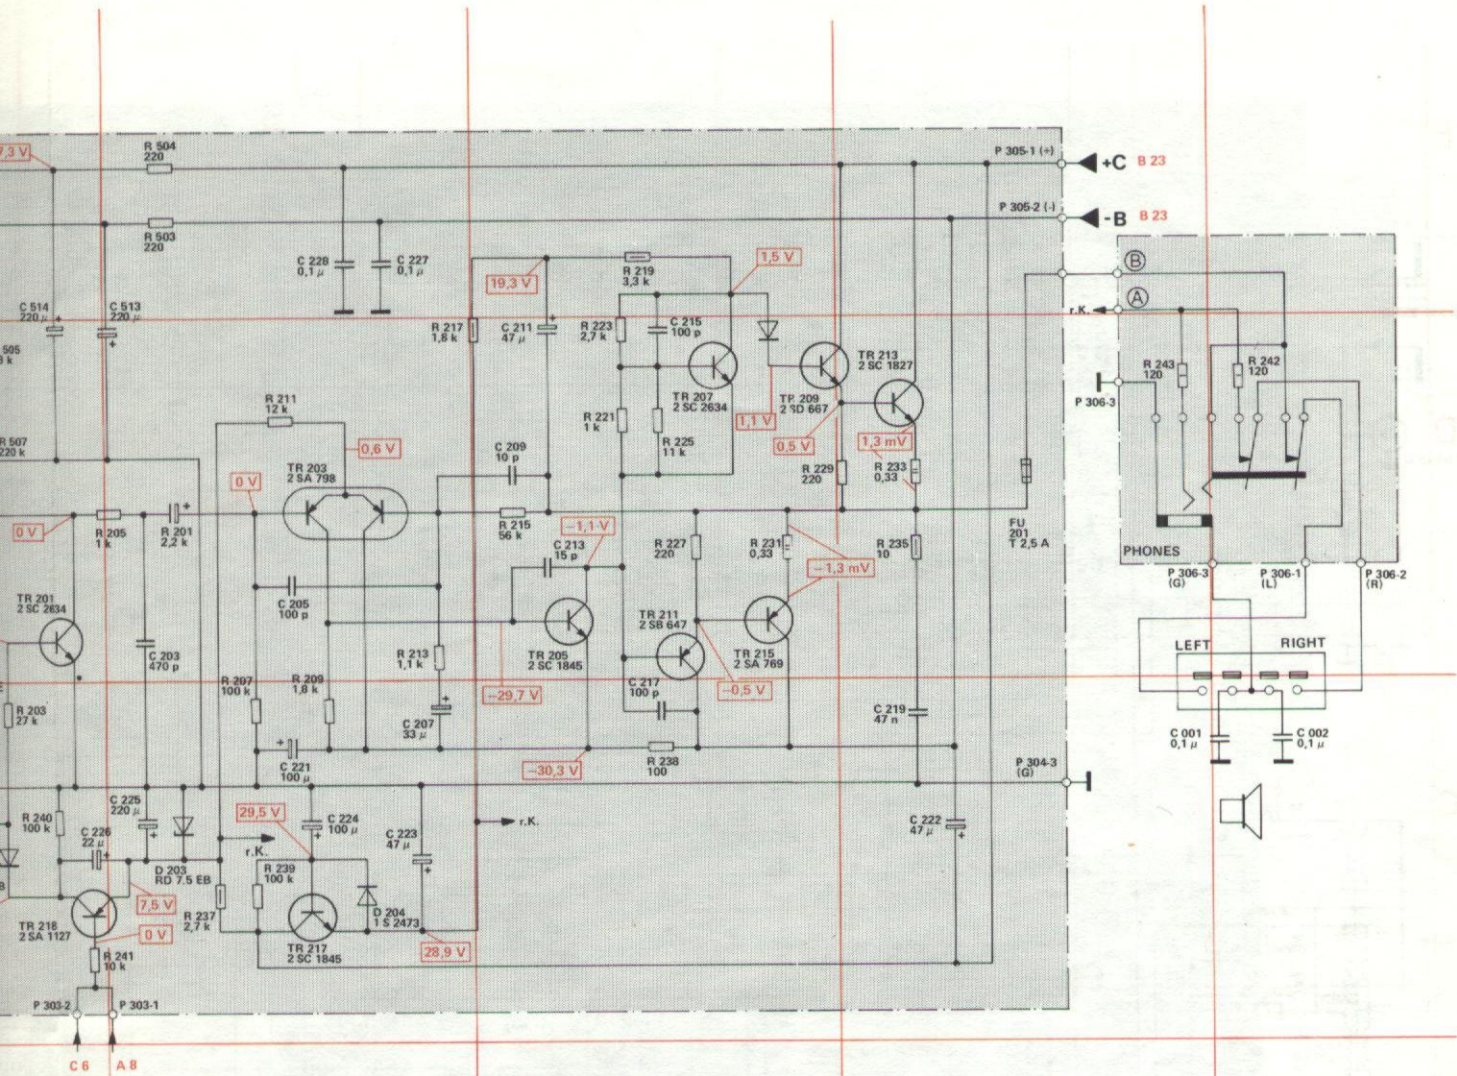 7,3 V
R 504
220
P 305-1 (+)
+C B 23
R 503
220
P 305-2 (-)
-B B 23
C 228
0,1 µ
C 227
0,1 µ
19,3 V
R 219
3,3 k
1,5 V
B
A
r.K.
C 514
220 µ
C 513
220 µ
505
R 217
1,8 k
C 211
47 µ
R 223
2,7 k
C 215
100 p
TR 213
2 SC 1827
R 243
120
R 242
120
P 306-3
R 211
12 k
TR 207
2 SC 2634
TR 209
2 SD 667
1,1 V
0,5 V
1,3 mV
R 221
1 k
R 225
11 k
R 507
220 k
0,6 V
C 209
10 p
TR 203
2 SA 798
R 229
220
R 233
0,33
0 V
0 V
R 205
1 k
R 201
2,2 k
R 215
56 k
-1,1 V
C 213
15 p
R 227
220
R 231
0,33
R 235
10
FU
201
T 2,5 A
-1,3 mV
PHONES
P 306-3
(G)
P 306-1
(L)
P 306-2
(R)
TR 201
2 SC 2634
C 205
100 p
TR 211
2 SB 647
TR 215
2 SA 769
C 203
470 p
R 213
1,1 k
TR 205
2 SC 1845
LEFT RIGHT
R 207
100 k
R 209
1,8 k
-29,7 V
C 217
100 p
-0,5 V
R 203
27 k
C 207
33 µ
C 219
47 n
C 001
0,1 µ
C 002
0,1 µ
C 221
100 µ
-30,3 V
R 238
100
P 304-3
(G)
R 240
100 k
C 225
220 µ
29,5 V
C 224
100 µ
C 223
47 µ
r.K.
C 222
47 µ
C 226
22 µ
r.K.
D 203
RD 7.5 EB
R 239
100 k
7,5 V
R 237
2,7 k
D 204
1 S 2473
TR 218
2 SA 1127
0 V
TR 217
2 SC 1845
28,9 V
R 241
10 k
P 303-2
P 303-1
C 6
A 8